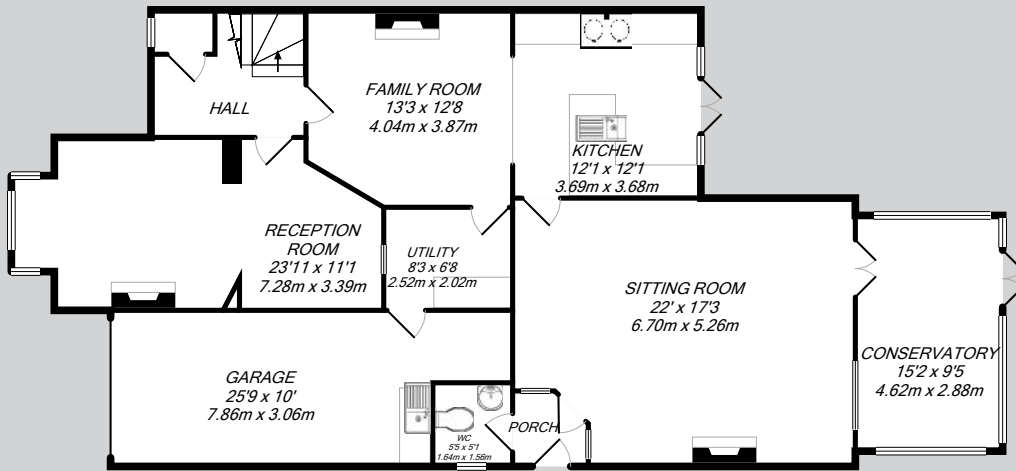 FAMILY ROOM
13'3 x 12'8
4.04m x 3.87m
HALL
KITCHEN
12'1 x 12'1
3.69m x 3.68m
RECEPTION
ROOM
23'11 x 11'1
7.28m x 3.39m
UTILITY
8'3 x 6'8
2.52m x 2.02m
SITTING ROOM
22' x 17'3
6.70m x 5.26m
CONSERVATORY
15'2 x 9'5
4.62m x 2.88m
GARAGE
25'9 x 10'
7.86m x 3.06m
PORCH
WC
5'5 x 5'1
1.64m x 1.56m